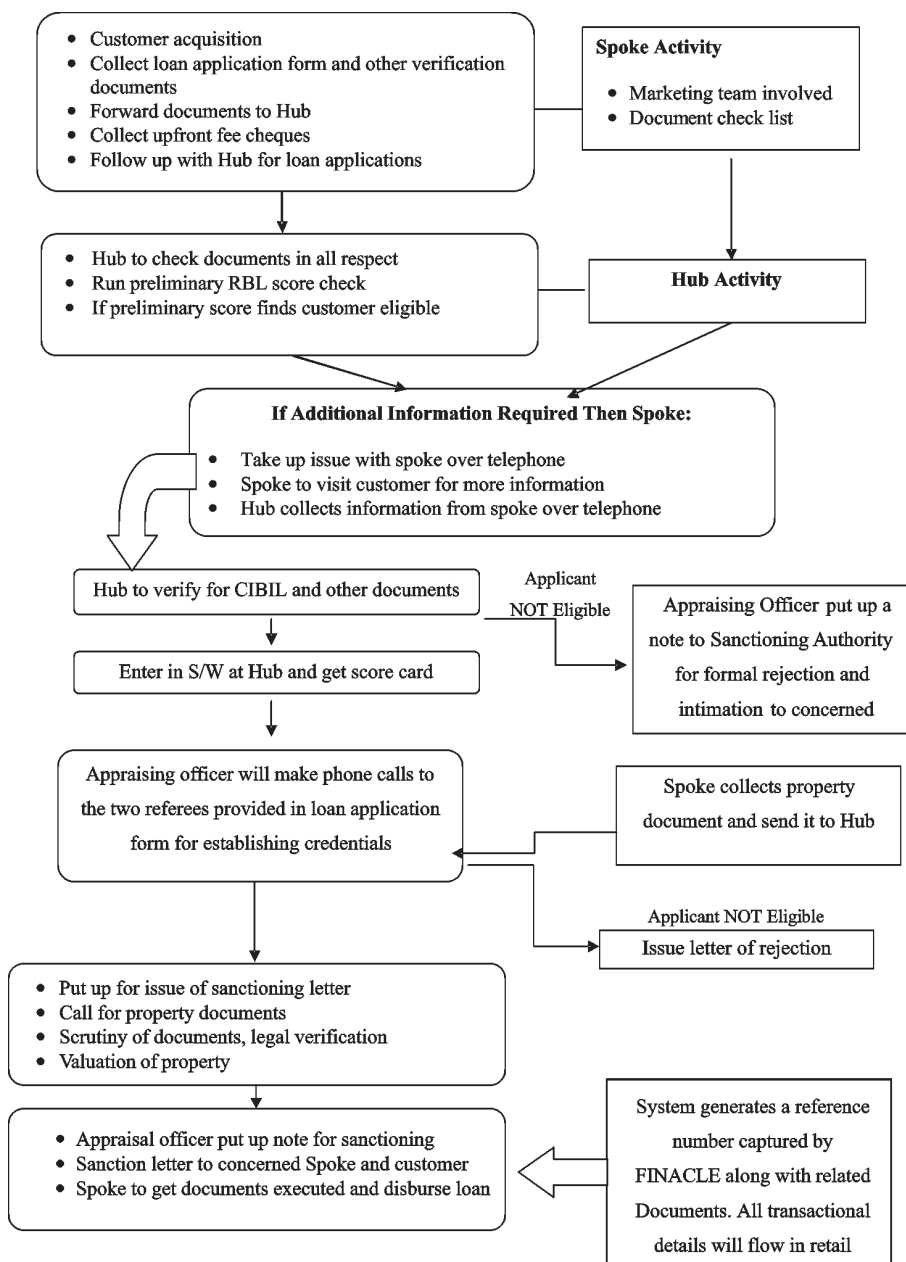 • Customer acquisition
• Collect loan application form and other verification
documents
• Forward documents to Hub
• Collect upfront fee cheques
• Follow up with Hub for loan applications
Spoke Activity
• Marketing team involved
• Document check list
• Hub to check documents in all respect
• Run preliminary RBL score check
• If preliminary score finds customer eligible
Hub Activity
If Additional Information Required Then Spoke:
• Take up issue with spoke over telephone
• Spoke to visit customer for more information
• Hub collects information from spoke over telephone
Hub to verify for CIBIL and other documents
Applicant
NOT Eligible
Appraising Officer put up a
note to Sanctioning Authority
for formal rejection and
intimation to concerned
Enter in S/W at Hub and get score card
Appraising officer will make phone calls to
the two referees provided in loan application
form for establishing credentials
Spoke collects property
document and send it to Hub
Applicant NOT Eligible
Issue letter of rejection
• Put up for issue of sanctioning letter
• Call for property documents
• Scrutiny of documents, legal verification
• Valuation of property
• Appraisal officer put up note for sanctioning
• Sanction letter to concerned Spoke and customer
• Spoke to get documents executed and disburse loan
System generates a reference
number captured by
FINACLE along with related
Documents. All transactional
details will flow in retail